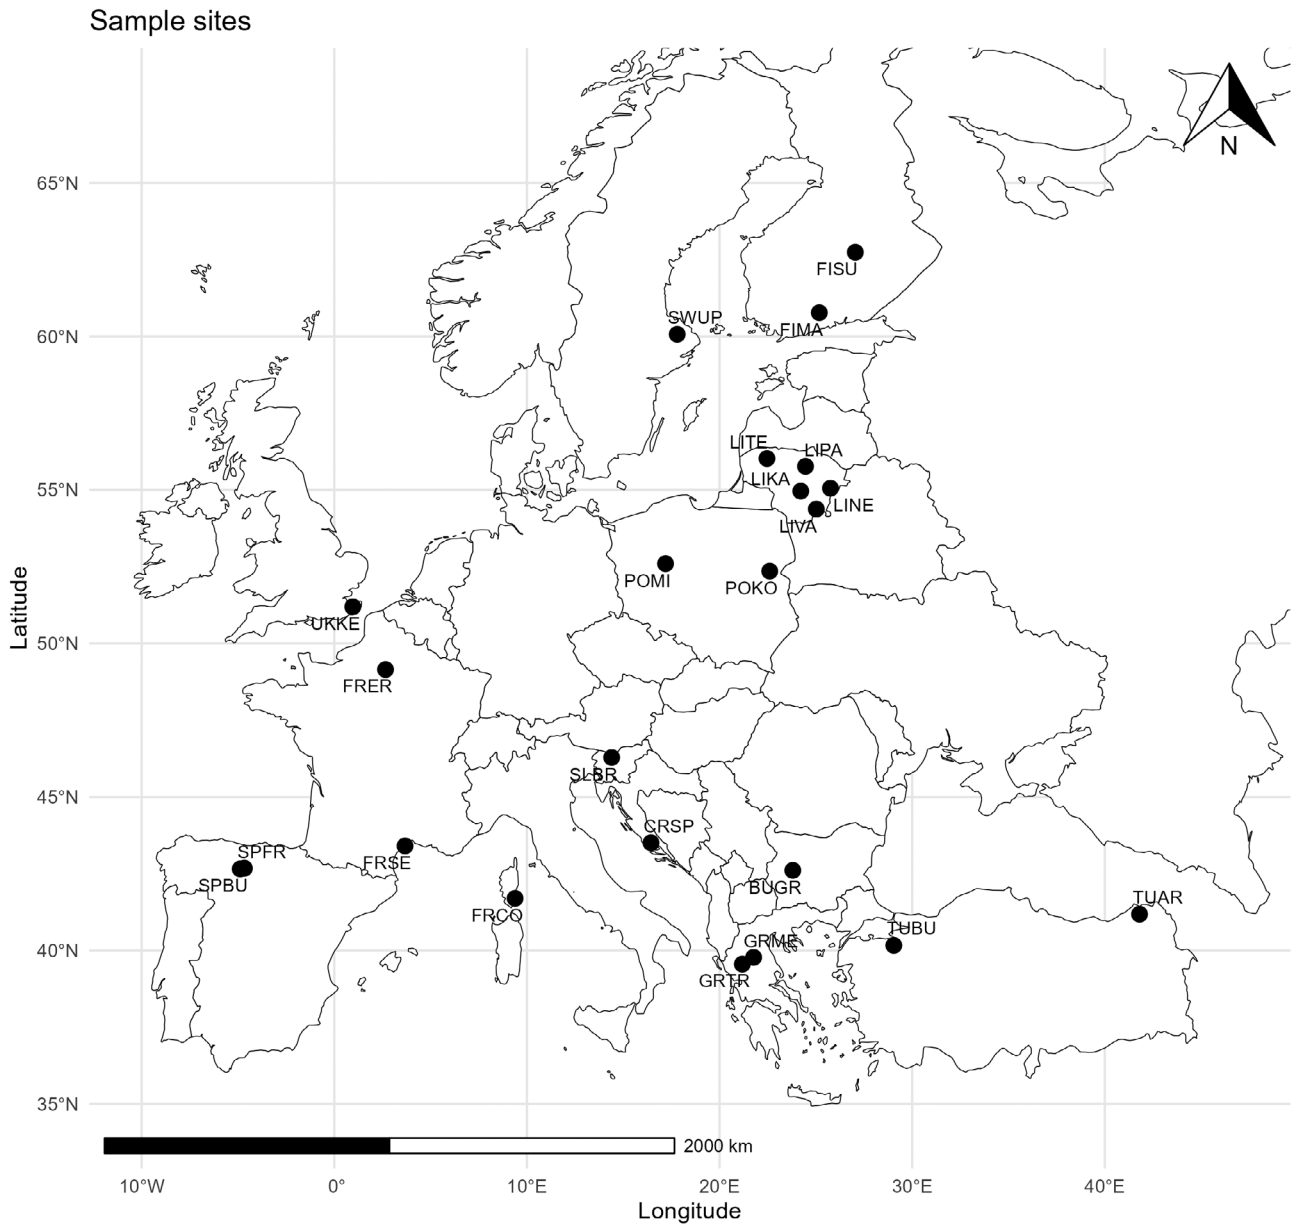 Sample sites
N
65°N
FISU
SWUP
FIMA
60°N
LITE
LIPA
LIKA
55°N
LINE
LIVA
POMI
POKO
UKKE
50°N
FRER
SLBR
45°N
CRSP
SPFR
FRSE
SPBU
BUGR
TUAR
FRCO
TUBU
GRME
40°N
GRTR
35°N
2000 km
10°W
0°
10°E
20°E
30°E
40°E
Longitude
Latitude